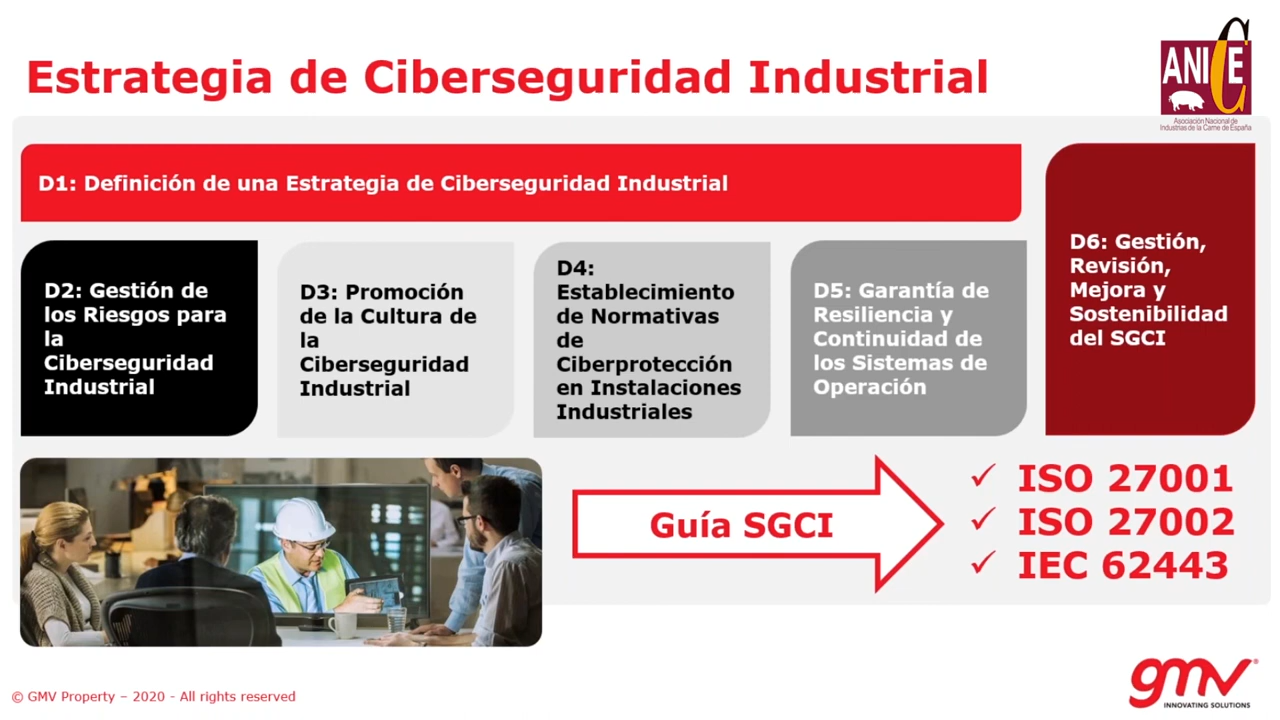 Estrategia de Ciberseguridad Industrial
ANICE
Asociación Nacional de
Industrias de la Carne de España
D1: Definición de una Estrategia de Ciberseguridad Industrial
D2: Gestión de
los Riesgos para
la
Ciberseguridad
Industrial
D3: Promoción
de la Cultura de
la
Ciberseguridad
Industrial
D4:
Establecimiento
de Normativas
de
Ciberprotección
en Instalaciones
Industriales
D5: Garantía de
Resiliencia y
Continuidad de
los Sistemas de
Operación
D6: Gestión,
Revisión,
Mejora y
Sostenibilidad
del SGCI
Guía SGCI
✓ ISO 27001
✓ ISO 27002
✓ IEC 62443
© GMV Property – 2020 - All rights reserved
gmv®
INNOVATING SOLUTIONS